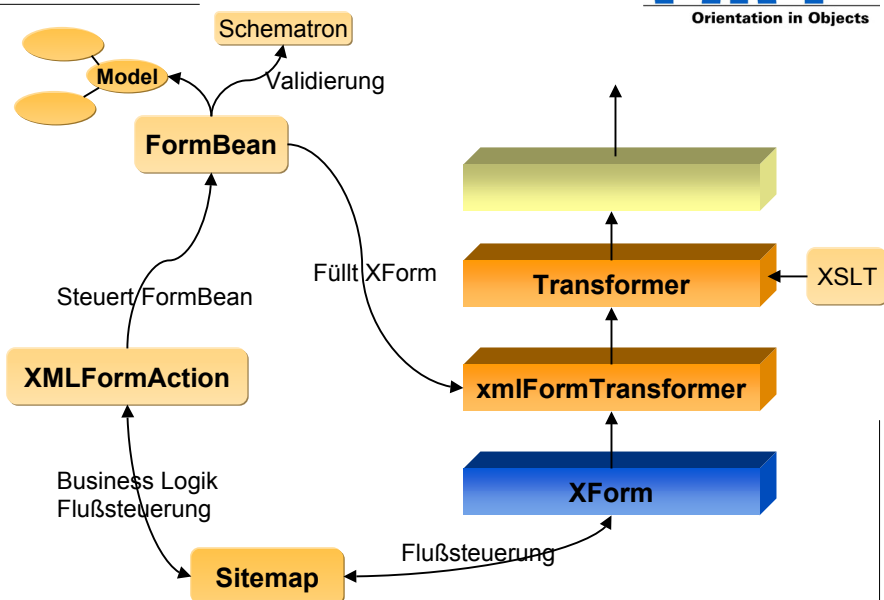 Orientation in Objects
Schematron
Model
Validierung
FormBean
Füllt XForm
Transformer
XSLT
Steuert FormBean
XMLFormAction
xmlFormTransformer
Business Logik
Flußsteuerung
XForm
Flußsteuerung
Sitemap